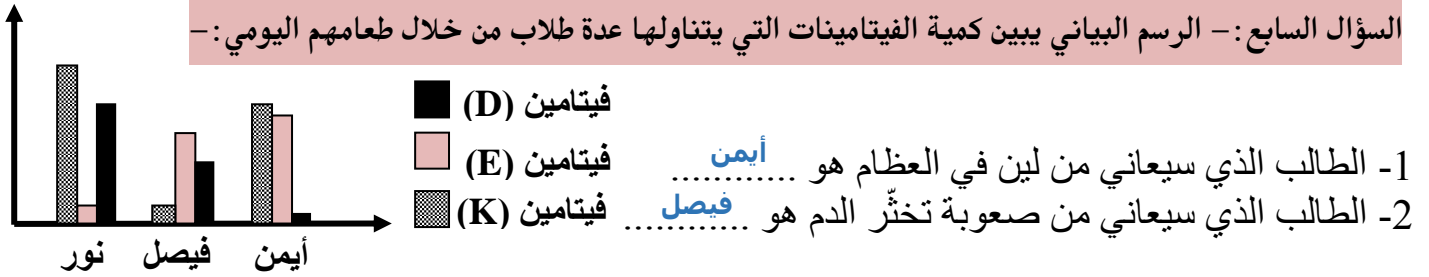 السؤال السابع:- الرسم البياني يبين كمية الفيتامينات التي يتناولها عدة طلاب من خلال طعامهم اليومي:-
فيتامين (D)
فيتامين (E)
فيتامين (K)
1- الطالب الذي سيعاني من لين في العظام هو ............ أيمن
2- الطالب الذي سيعاني من صعوبة تخثّر الدم هو ............ فيصل
أيمن فيصل نور